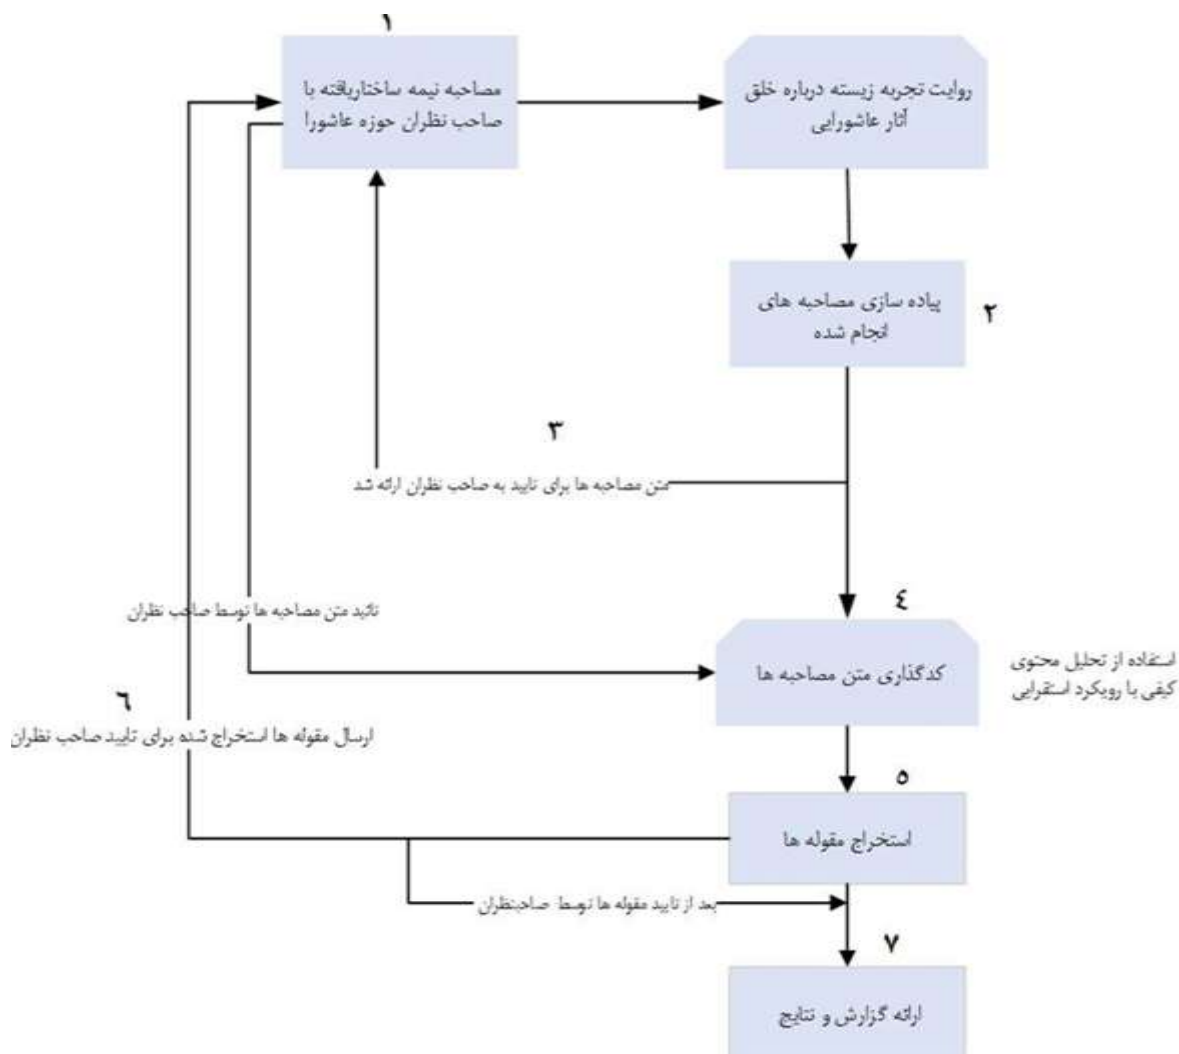 ۱
مصاحبه نیمه ساختاریافته با
صاحب نظران حوزه عاشورا
روایت تجربه زیسته درباره خلق
آثار عاشورایی
پیاده سازی مصاحبه های
انجام شده
۲
۳
متن مصاحبه ها برای تایید به صاحب نظران ارائه شد
تائید متن مصاحبه ها توسط صاحب نظران
٤
کدگذاری متن مصاحبه ها
استفاده از تحلیل محتوی
کیفی با رویکرد استقرایی
٥
استخراج مقوله ها
٦
ارسال مقوله ها استخراج شده برای تایید صاحب نظران
بعد از تایید مقوله ها توسط صاحبنظران
۷
ارائه گزارش و نتایج